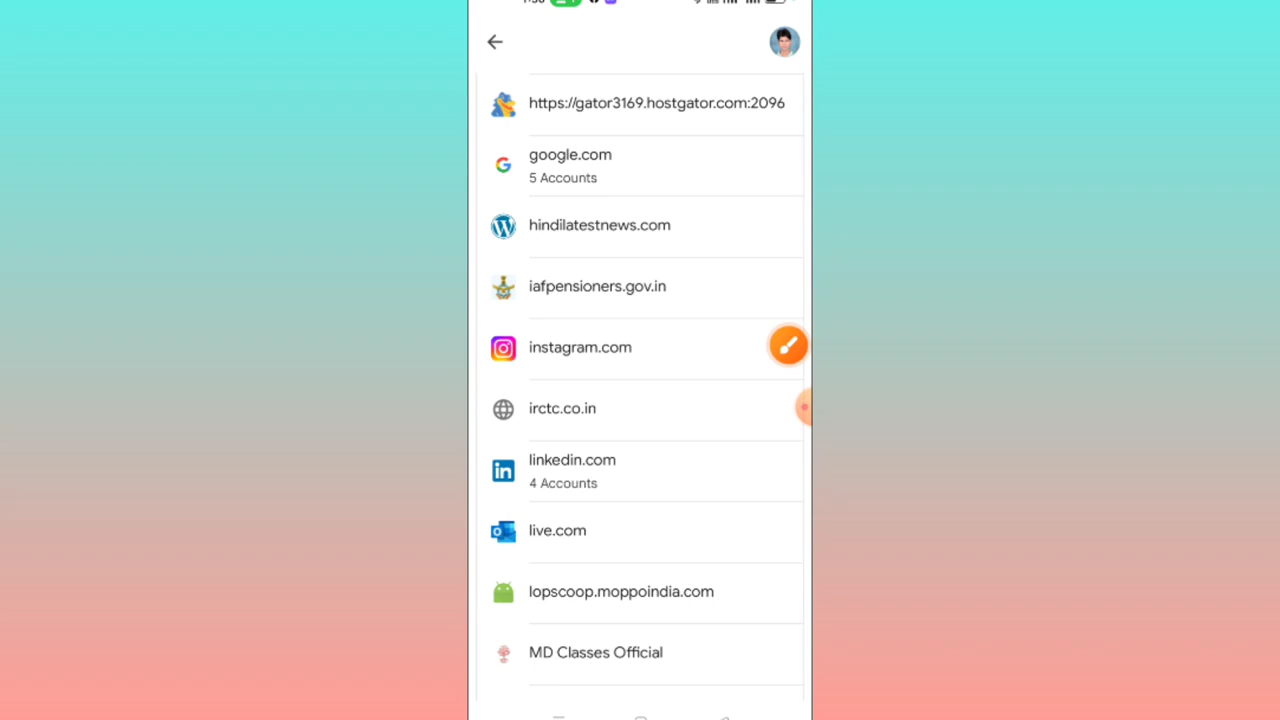 https://gator3169.hostgator.com:2096
google.com
5 Accounts
hindilatestnews.com
iafpensioners.gov.in
instagram.com
irctc.co.in
linkedin.com
4 Accounts
live.com
lopscoop.moppoindia.com
MD Classes Official